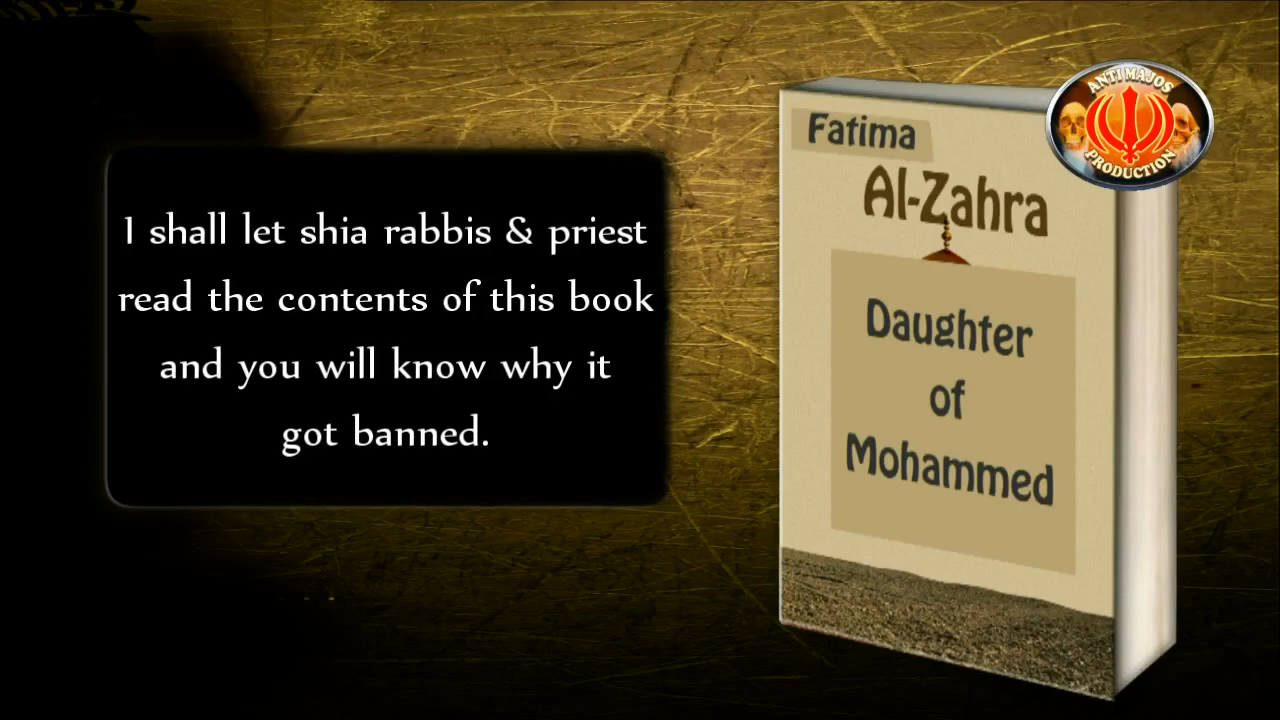 I shall let shia rabbis & priest
read the contents of this book
and you will know why it
got banned.
Fatima
Al-Zahra
Daughter
of
Mohammed
ANTI MAJOS
PRODUCTION